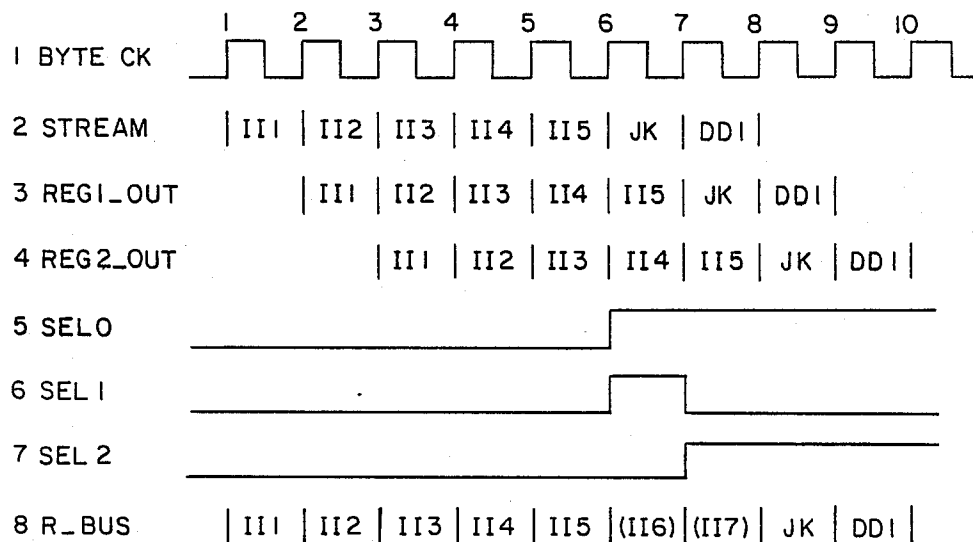 1 2 3 4 5 6 7 8 9 10
1 BYTE CK
2 STREAM | II1 | II2 | II3 | II4 | II5 | JK | DD1 |
3 REG1_OUT | II1 | II2 | II3 | II4 | II5 | JK | DD1 |
4 REG2_OUT | II1 | II2 | II3 | II4 | II5 | JK | DD1 |
5 SEL0
6 SEL1
7 SEL2
8 R_BUS | II1 | II2 | II3 | II4 | II5 | (II6) | (II7) | JK | DD1 |